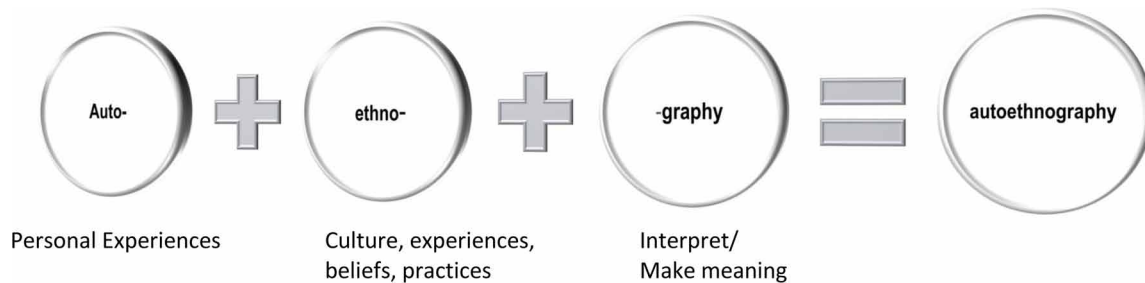 Auto-
ethno-
-graphy
autoethnography
Personal Experiences
Culture, experiences,
beliefs, practices
Interpret/
Make meaning